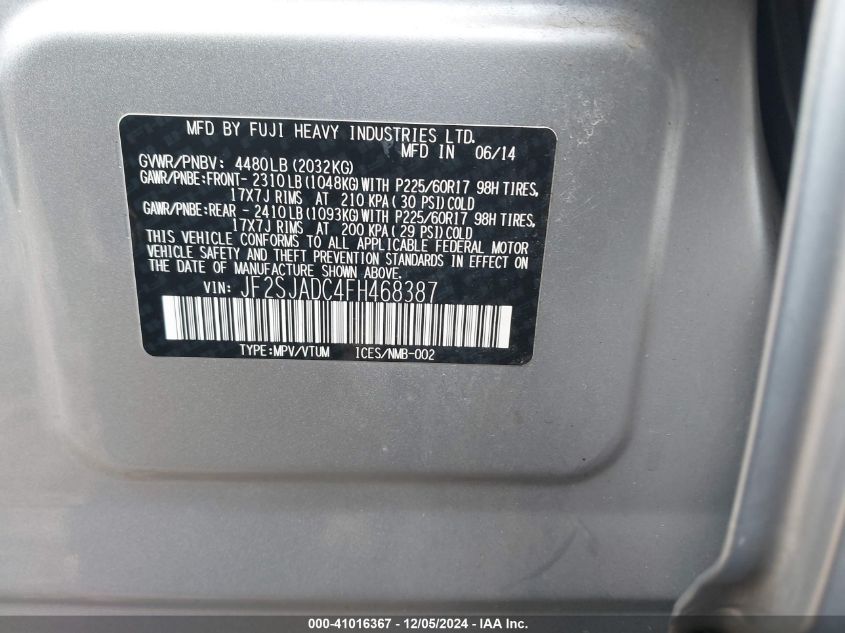 MFD BY FUJI HEAVY INDUSTRIES LTD.
MFD IN 06/14
GVWR/PNBV: 4480LB(2032KG)
GAWR/PNBE:FRONT- 2310LB(1048KG)WITH P225/60R17 98H TIRES,
17X7J RIMS AT 210 KPA( 30 PSI)COLD
GAWR/PNBE:REAR - 2410LB(1093KG)WITH P225/60R17 98H TIRES,
17X7J RIMS AT 200 KPA( 29 PSI)COLD
THIS VEHICLE CONFORMS TO ALL APPLICABLE FEDERAL MOTOR
VEHICLE SAFETY AND THEFT PREVENTION STANDARDS IN EFFECT ON
THE DATE OF MANUFACTURE SHOWN ABOVE.
VIN: JF2SJADC4FH468387
TYPE:MPV/VTUM ICES/NMB-002
000-41016367 - 12/05/2024 - IAA Inc.